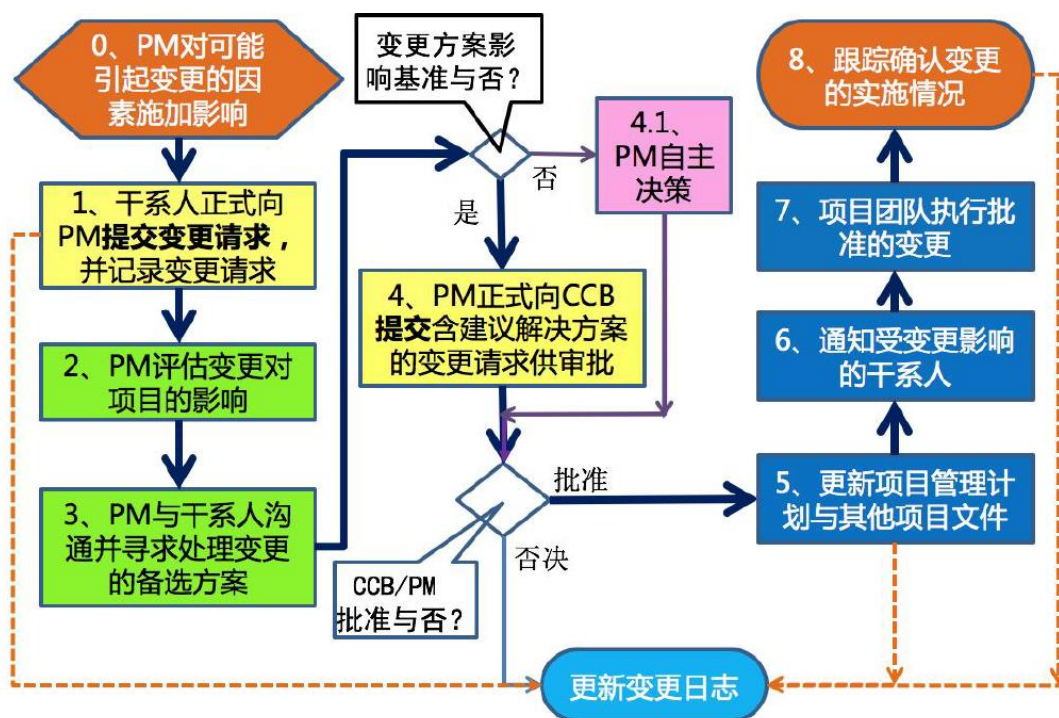 0、PM对可能
引起变更的因
素施加影响
1、干系人正式向
PM提交变更请求，
并记录变更请求
2、PM评估变更对
项目的影响
3、PM与干系人沟
通并寻求处理变更
的备选方案
变更方案影
响基准与否？
否
是
4.1、
PM自主
决策
4、PM正式向CCB
提交含建议解决方案
的变更请求供审批
批准
否决
CCB/PM
批准与否？
5、更新项目管理计
划与其他项目文件
6、通知受变更影响
的干系人
7、项目团队执行批
准的变更
8、跟踪确认变更
的实施情况
更新变更日志